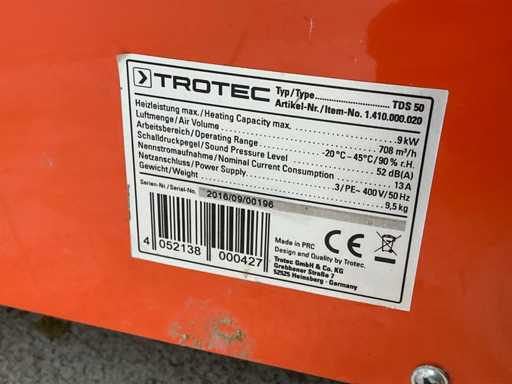 TROTEC
Typ/Type.................................TDS 50
Artikel-Nr./Item-No. 1.410.000.020
Heizleistung max./Heating Capacity max. ..................................9 kW
Luftmenge/Air Volume ..................................708 m³/h
Arbeitsbereich/Operating Range ..................-20°C – 45°C/90% r.H.
Schalldruckpegel/Sound Pressure Level ..................................52 dB(A)
Nennstromaufnahme/Nominal Current Consumption ..................................13 A
Netzanschluss/Power Supply..................................3/PE~ 400 V/50 Hz
Gewicht/Weight ..................................9,5 kg
Serien-Nr./Serial-No. 2016/09/00196
4 052138 000427
Made in PRC
Design and Quality by Trotec.
CE
Trotec GmbH & Co. KG
Grebbener Straße 7
52525 Heinsberg - Germany